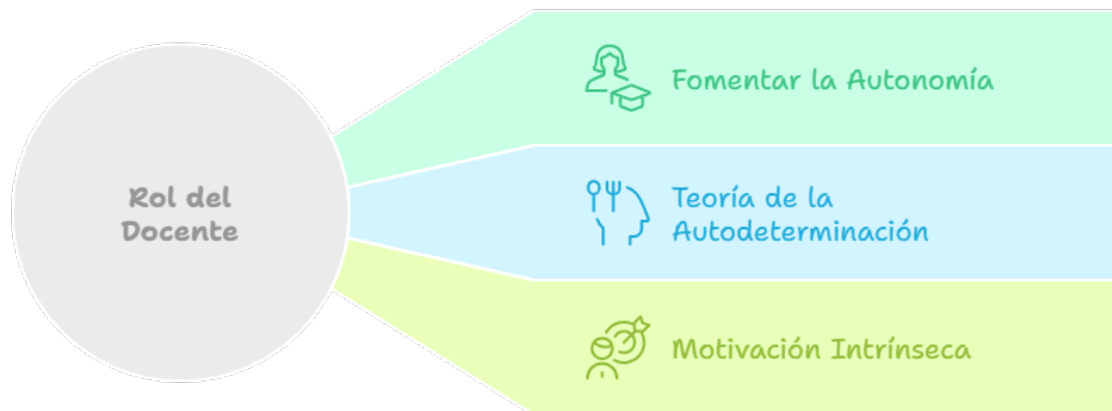 Rol del
Docente
Fomentar la Autonomía
Teoría de la
Autodeterminación
Motivación Intrínseca